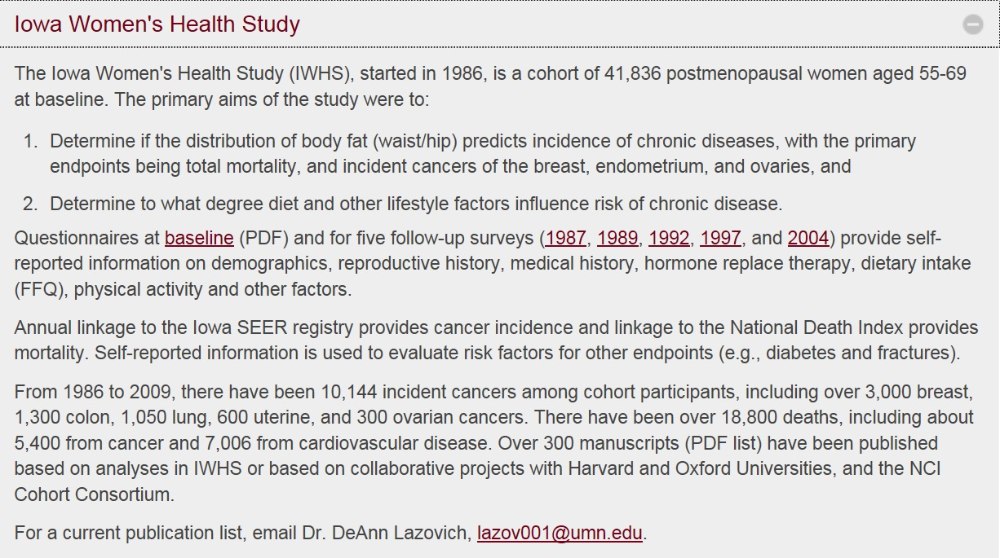 Iowa Women's Health Study
The Iowa Women's Health Study (IWHS), started in 1986, is a cohort of 41,836 postmenopausal women aged 55-69
at baseline. The primary aims of the study were to:
1. Determine if the distribution of body fat (waist/hip) predicts incidence of chronic diseases, with the primary
endpoints being total mortality, and incident cancers of the breast, endometrium, and ovaries, and
2. Determine to what degree diet and other lifestyle factors influence risk of chronic disease.
Questionnaires at baseline (PDF) and for five follow-up surveys (1987, 1989, 1992, 1997, and 2004) provide self-
reported information on demographics, reproductive history, medical history, hormone replace therapy, dietary intake
(FFQ), physical activity and other factors.
Annual linkage to the Iowa SEER registry provides cancer incidence and linkage to the National Death Index provides
mortality. Self-reported information is used to evaluate risk factors for other endpoints (e.g., diabetes and fractures).
From 1986 to 2009, there have been 10,144 incident cancers among cohort participants, including over 3,000 breast,
1,300 colon, 1,050 lung, 600 uterine, and 300 ovarian cancers. There have been over 18,800 deaths, including about
5,400 from cancer and 7,006 from cardiovascular disease. Over 300 manuscripts (PDF list) have been published
based on analyses in IWHS or based on collaborative projects with Harvard and Oxford Universities, and the NCI
Cohort Consortium.
For a current publication list, email Dr. DeAnn Lazovich, lazov001@umn.edu.